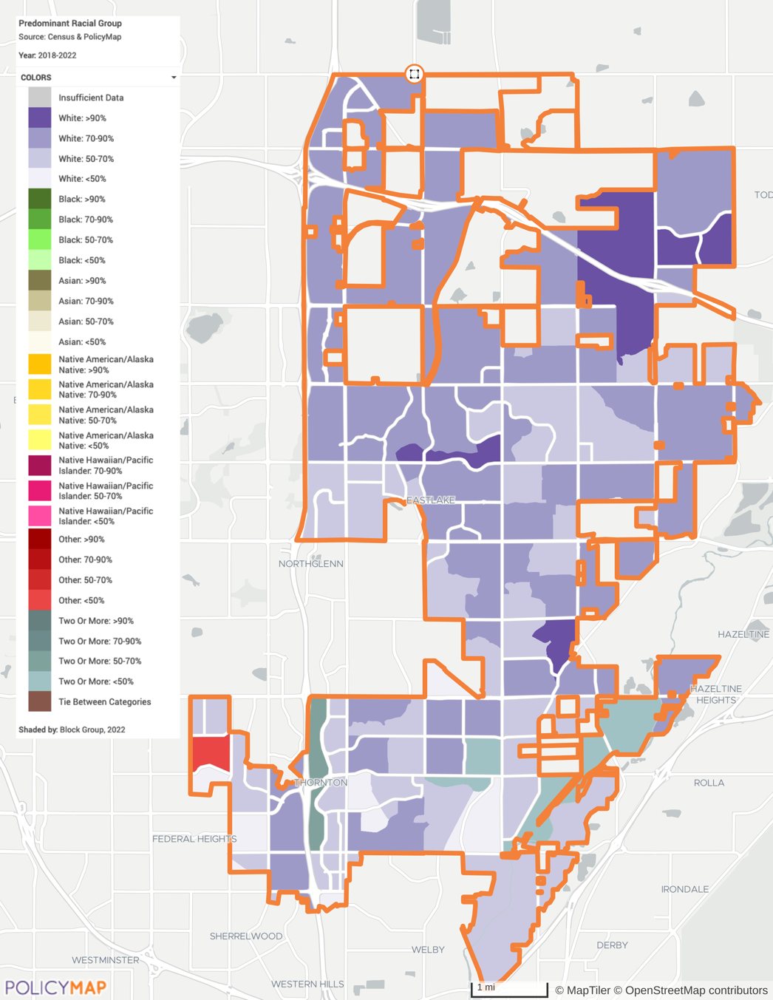 Predominant Racial Group
Source: Census & PolicyMap
Year: 2018-2022
COLORS
Insufficient Data
White: >90%
White: 70-90%
White: 50-70%
White: <50%
Black: >90%
Black: 70-90%
Black: 50-70%
Black: <50%
Asian: >90%
Asian: 70-90%
Asian: 50-70%
Asian: <50%
Native American/Alaska
Native: >90%
Native American/Alaska
Native: 70-90%
Native American/Alaska
Native: 50-70%
Native American/Alaska
Native: <50%
Native Hawaiian/Pacific
Islander: 70-90%
Native Hawaiian/Pacific
Islander: 50-70%
Native Hawaiian/Pacific
Islander: <50%
Other: >90%
Other: 70-90%
Other: 50-70%
Other: <50%
Two Or More: >90%
Two Or More: 70-90%
Two Or More: 50-70%
Two Or More: <50%
Tie Between Categories
Shaded by: Block Group, 2022
TOD
EASTLAKE
NORTHGLENN
HAZELTINE
HAZELTINE
HEIGHTS
THORNTON
ROLLA
FEDERAL HEIGHTS
IRONDALE
SHERRELWOOD
WELBY
DERBY
WESTMINSTER
WESTERN HILLS
POLICYMAP
1 mi
© MapTiler © OpenStreetMap contributors